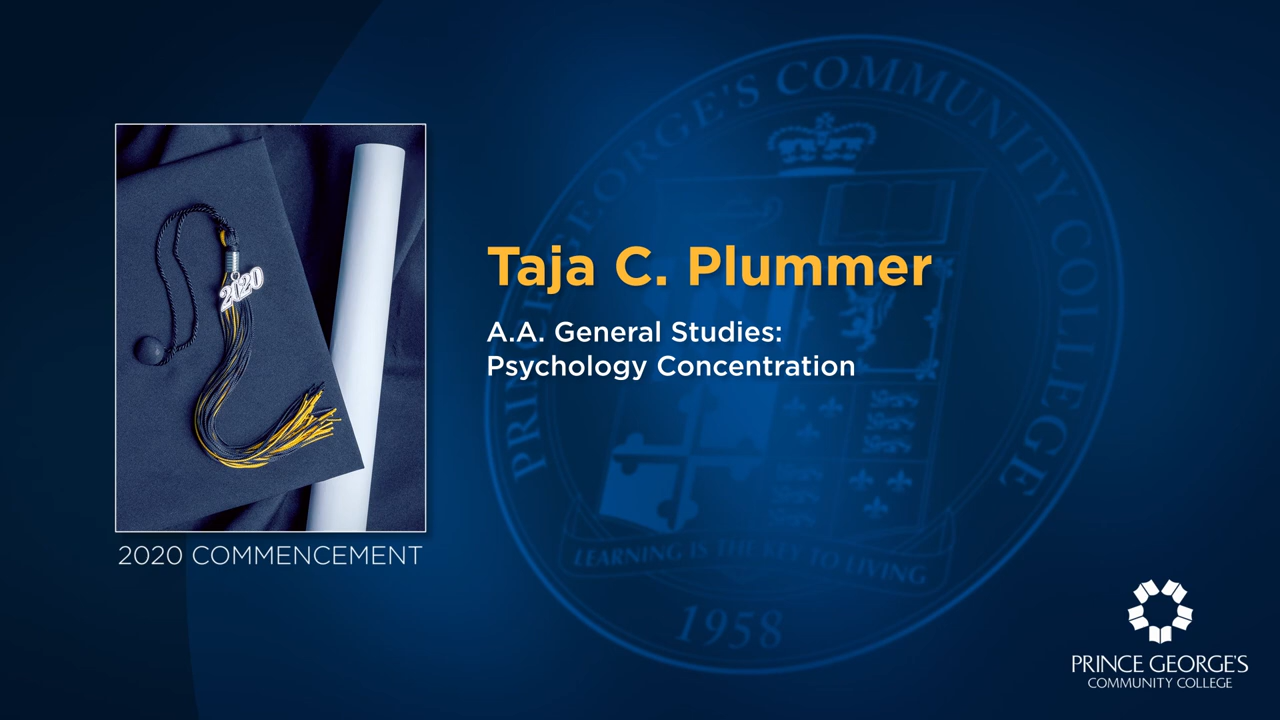 PRINCE GEORGE'S COMMUNITY COLLEGE
2020
Taja C. Plummer
A.A. General Studies:
Psychology Concentration
LEARNING IS THE KEY TO LIVING
1958
2020 COMMENCEMENT
PRINCE GEORGE'S
COMMUNITY COLLEGE